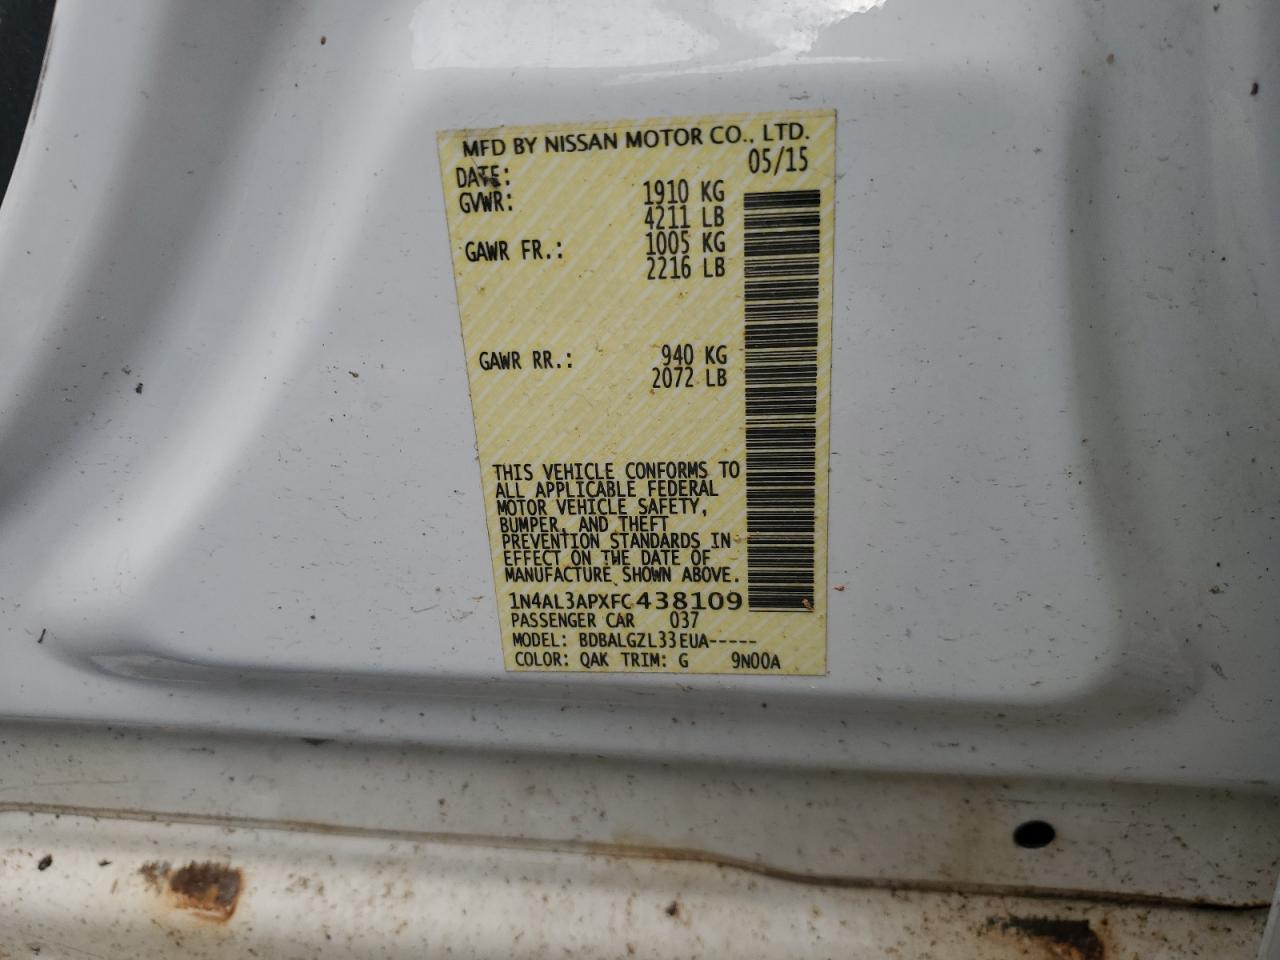 MFD BY NISSAN MOTOR CO., LTD.
DATE: 05/15
GVWR: 1910 KG
4211 LB
GAWR FR.: 1005 KG
2216 LB
GAWR RR.: 940 KG
2072 LB
THIS VEHICLE CONFORMS TO
ALL APPLICABLE FEDERAL
MOTOR VEHICLE SAFETY,
BUMPER, AND THEFT
PREVENTION STANDARDS IN
EFFECT ON THE DATE OF
MANUFACTURE SHOWN ABOVE.
1N4AL3APXFC438109
PASSENGER CAR 037
MODEL: BDBALGZL33EUA-----
COLOR: QAK TRIM: G 9N00A